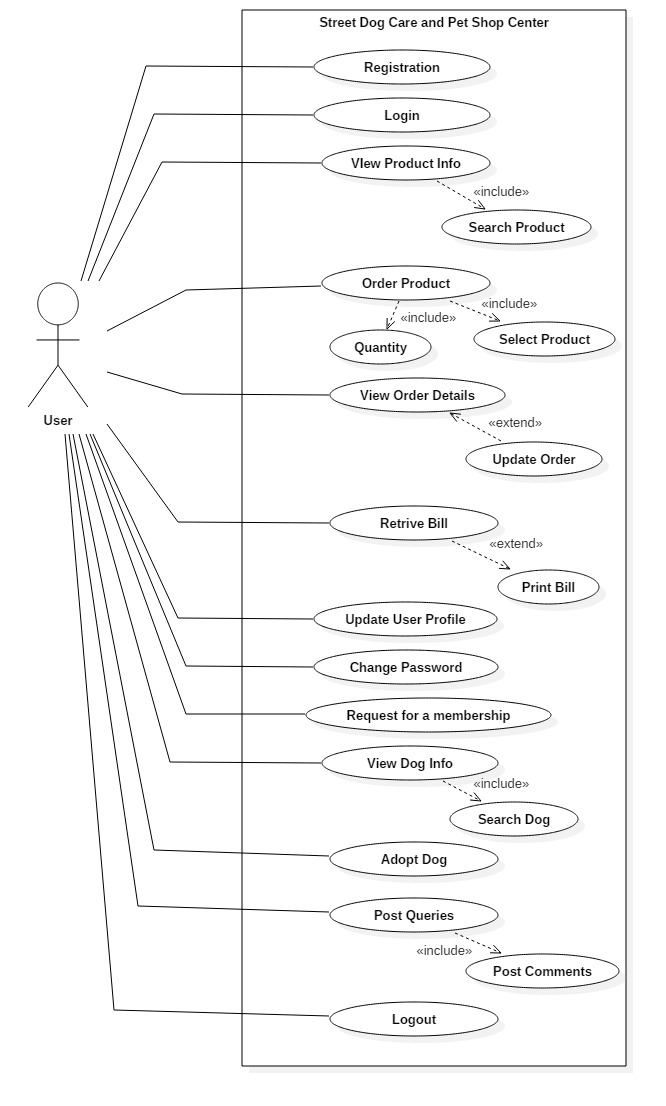 Street Dog Care and Pet Shop Center
Registration
Login
VIew Product Info
«include»
Search Product
Order Product
«include»
«include»
Select Product
Quantity
View Order Details
User
«extend»
Update Order
Retrive Bill
«extend»
Print Bill
Update User Profile
Change Password
Request for a membership
View Dog Info
«include»
Search Dog
Adopt Dog
Post Queries
«include»
Post Comments
Logout